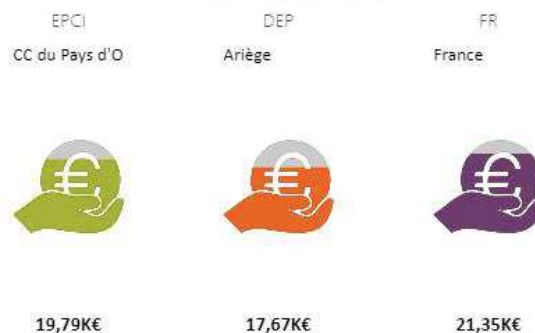 EPCI DEP FR
CC du Pays d'O Ariège France
€ € €
19,79K€ 17,67K€ 21,35K€